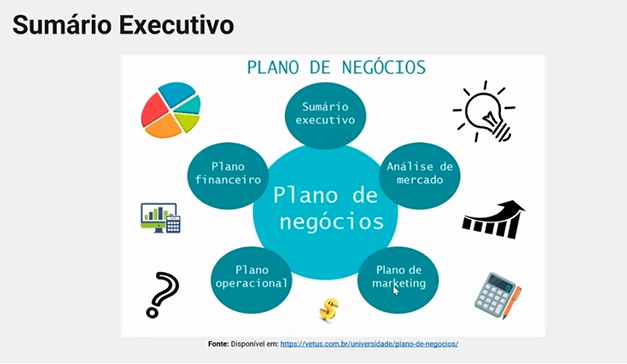 Sumário Executivo
PLANO DE NEGÓCIOS
Sumário
executivo
Plano
financeiro
Análise de
mercado
Plano de
negócios
Plano
operacional
Plano de
marketing
Fonte: Disponível em: https://vetus.com.br/universidade/plano-de-negocios/